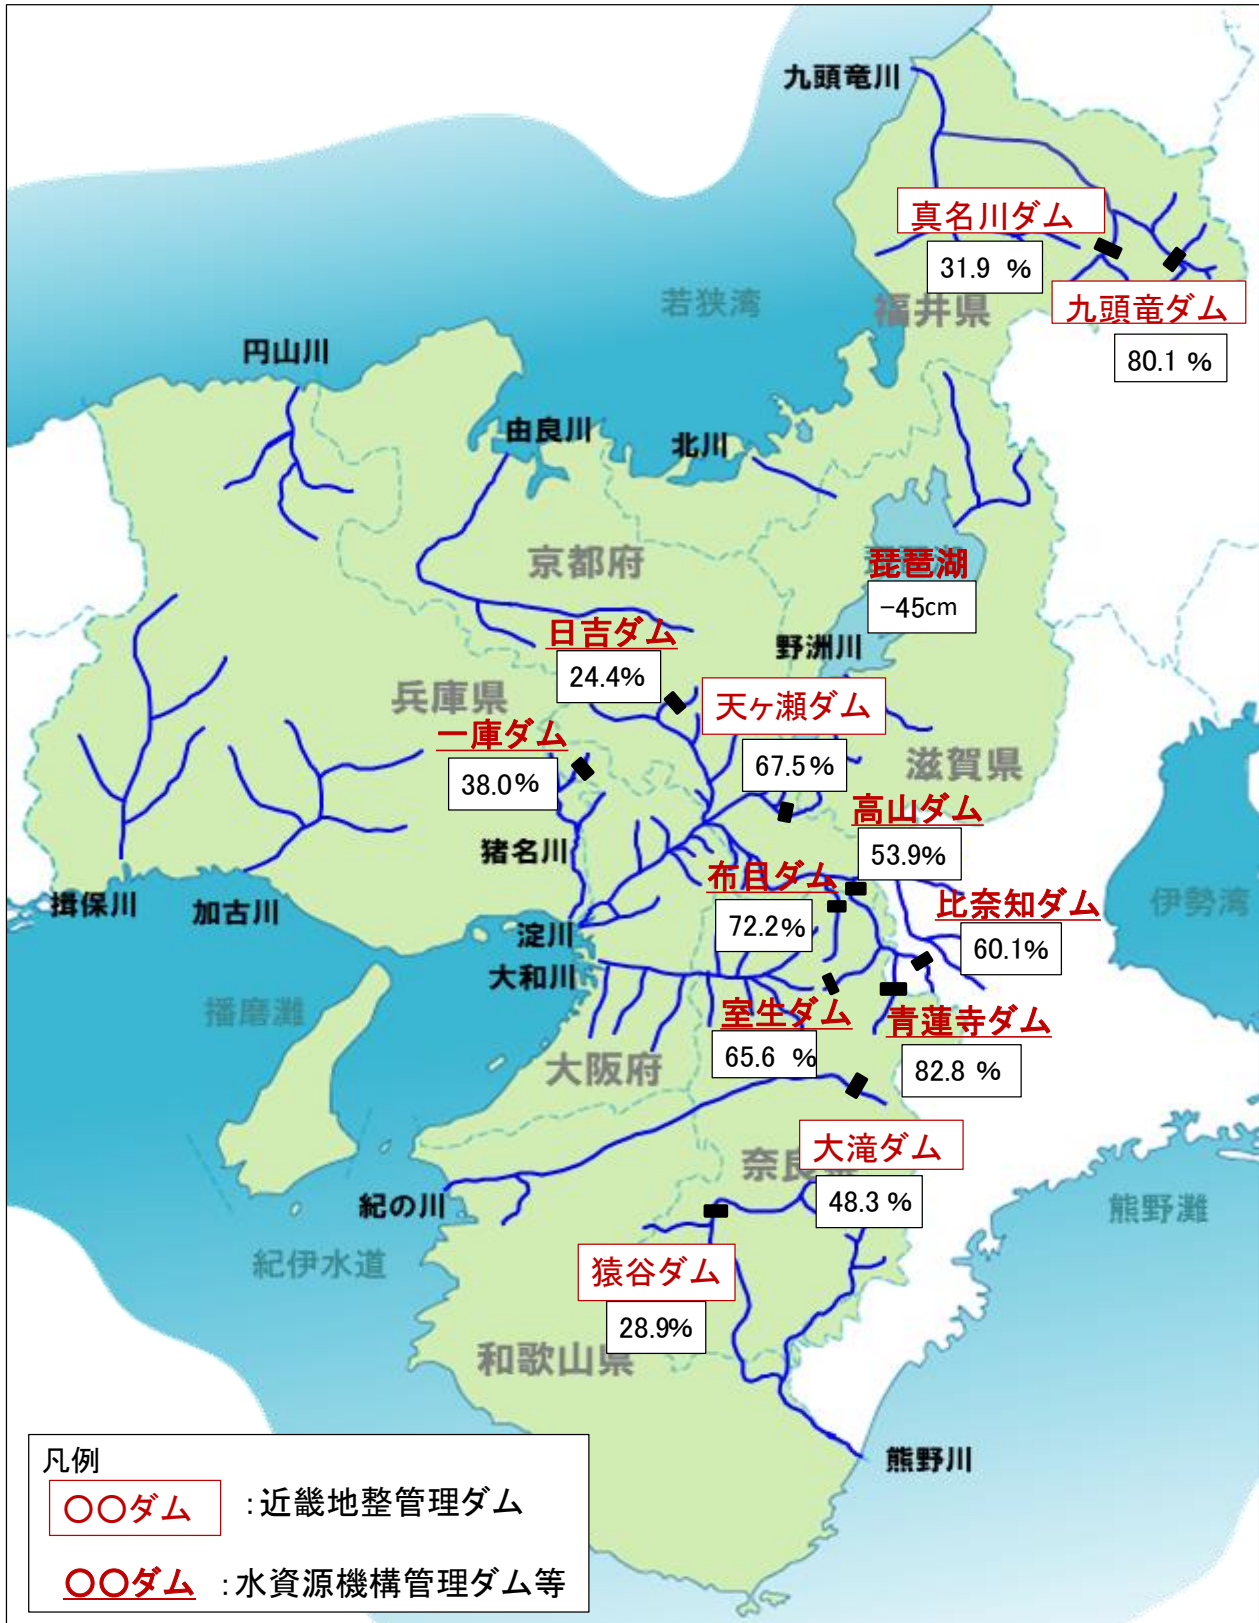 九頭竜川
真名川ダム
31.9 %
若狭湾
福井県
九頭竜ダム
80.1 %
円山川
由良川
北川
京都府
琵琶湖
-45cm
日吉ダム
24.4%
野洲川
兵庫県
天ヶ瀬ダム
67.5%
一庫ダム
38.0%
滋賀県
高山ダム
53.9%
猪名川
布目ダム
72.2%
比奈知ダム
60.1%
揖保川
加古川
伊勢湾
淀川
大和川
播磨灘
室生ダム
65.6 %
青蓮寺ダム
82.8 %
大阪府
大滝ダム
48.3 %
奈良県
紀の川
熊野灘
紀伊水道
猿谷ダム
28.9%
和歌山県
熊野川
凡例
〇〇ダム :近畿地整管理ダム
〇〇ダム :水資源機構管理ダム等